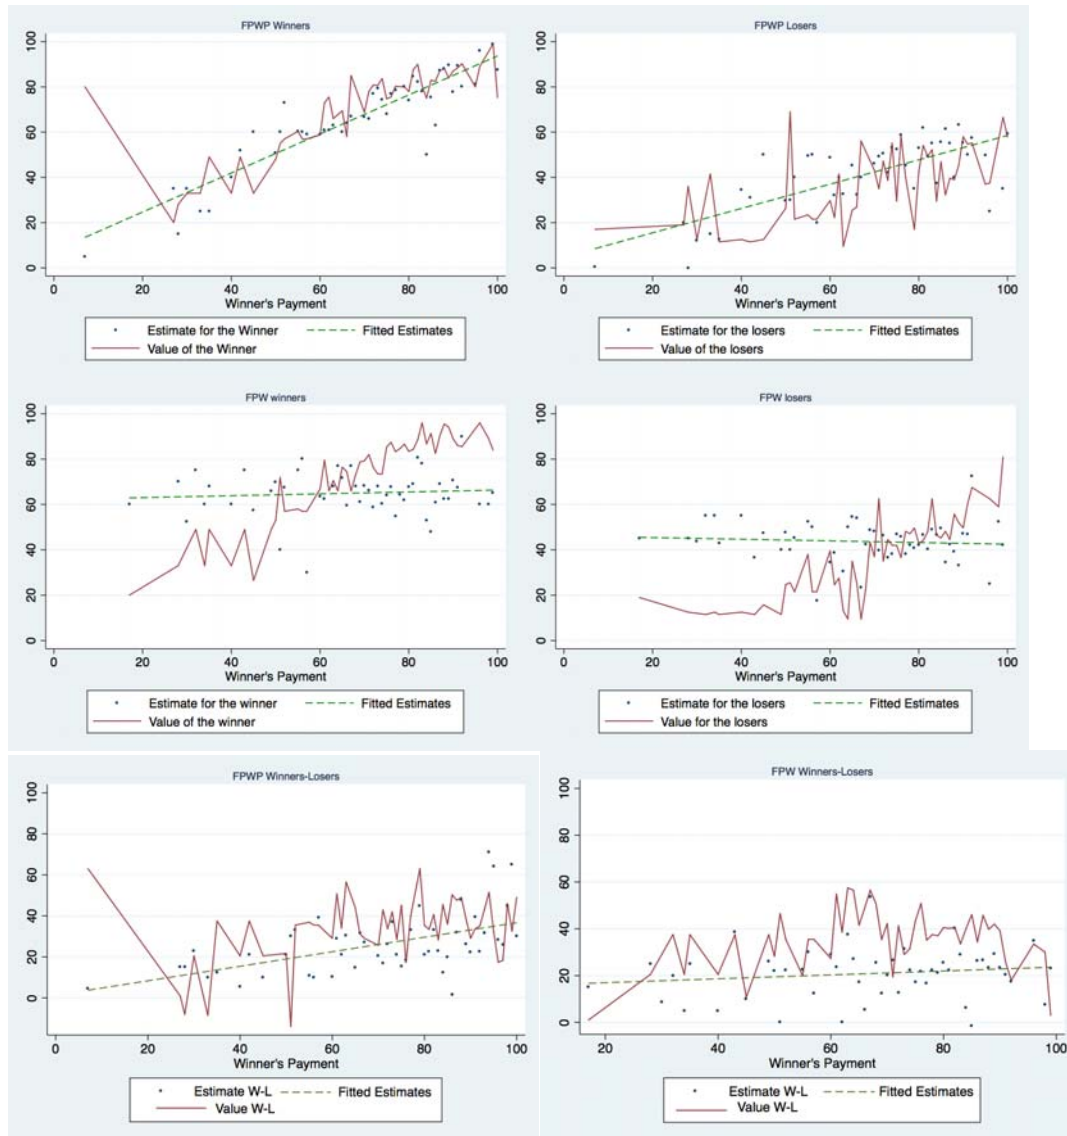 FPWP Winners
100
80
60
40
20
0
0 20 40 60 80 100
Winner's Payment
Estimate for the Winner Fitted Estimates
Value of the Winner
FPWP Losers
100
80
60
40
20
0
0 20 40 60 80 100
Winner's Payment
Estimate for the losers Fitted Estimates
Value of the losers
FPW winners
100
80
60
40
20
0
0 20 40 60 80 100
Winner's Payment
Estimate for the winner Fitted Estimates
Value of the winner
FPW losers
100
80
60
40
20
0
0 20 40 60 80 100
Winner's Payment
Estimate for the losers Fitted Estimates
Value for the losers
FPWP Winners-Losers
100
80
60
40
20
0
0 20 40 60 80 100
Winner's Payment
Estimate W-L Fitted Estimates
Value W-L
FPW Winners-Losers
100
80
60
40
20
0
20 40 60 80 100
Winner's Payment
Estimate W-L Fitted Estimates
Value W-L